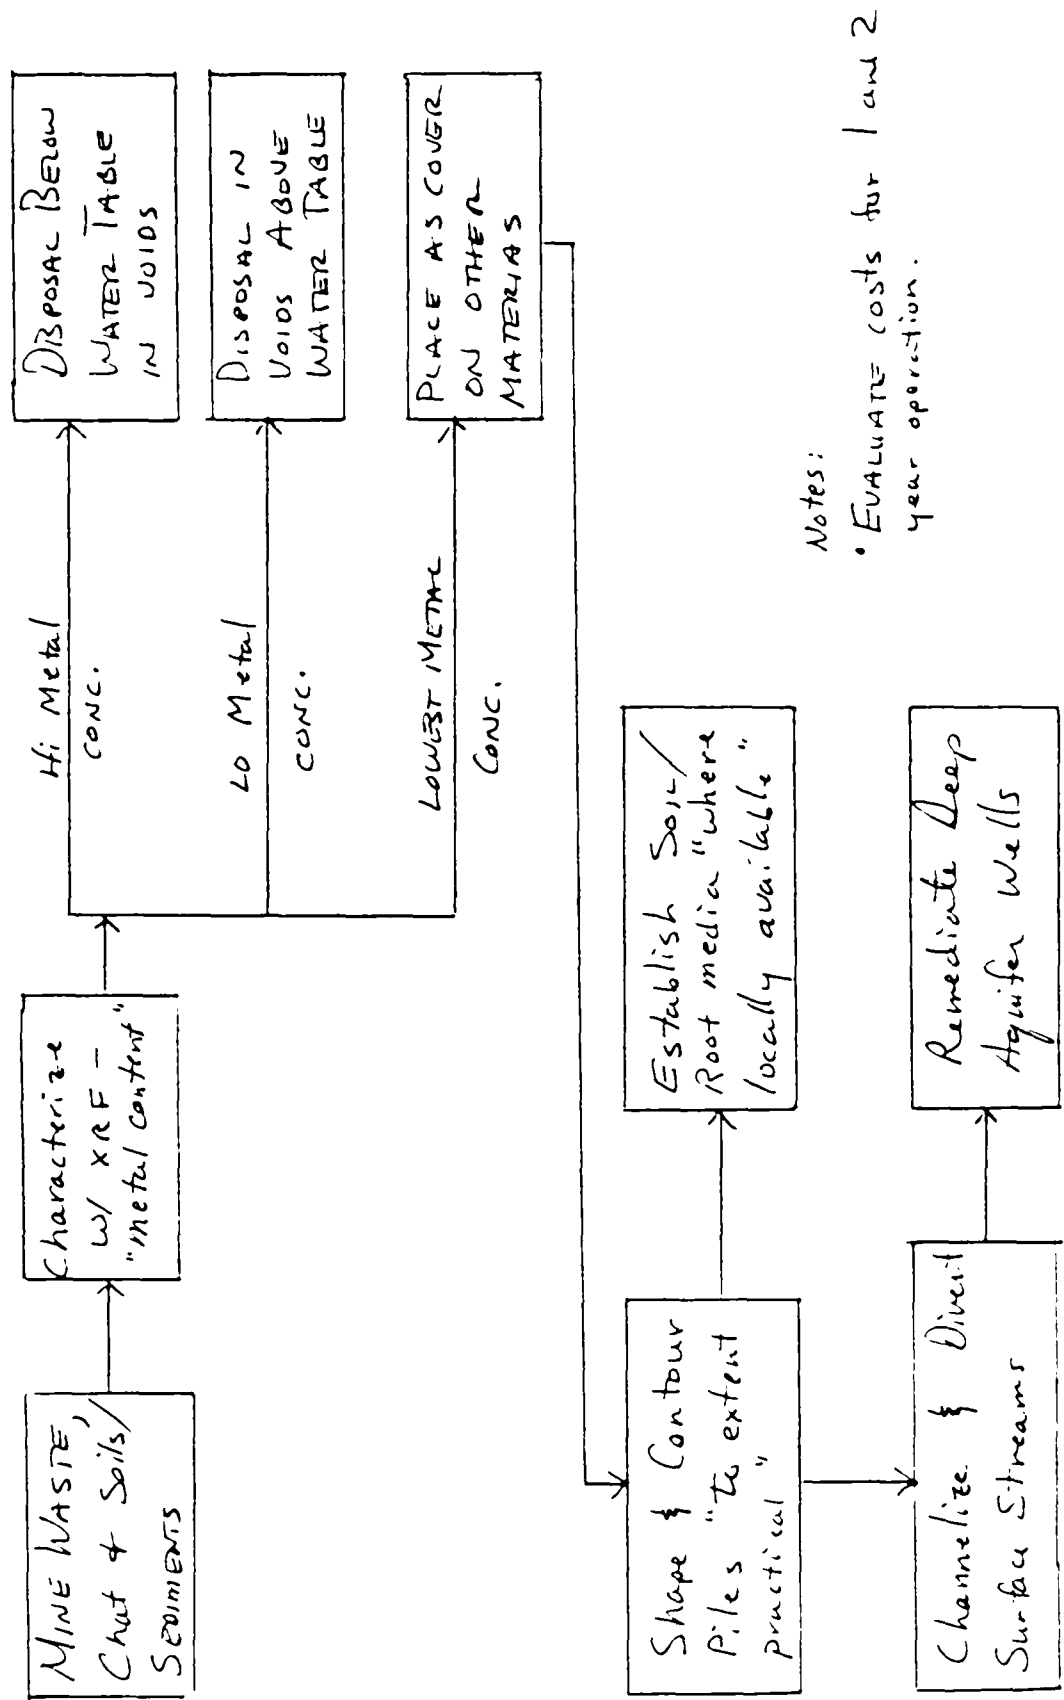 MINE WASTE,
Chat & Soils/
SEDIMENTS
Characterize
W/ XRF -
"metal content"
Hi Metal
CONC.
LO Metal
CONC.
LOWEST METAL
CONC.
DISPOSAL BELOW
WATER TABLE
IN VOIDS
DISPOSAL IN
VOIDS ABOVE
WATER TABLE
PLACE AS COVER
ON OTHER
MATERIAS
Shape & Contour
Piles "to extent
practical"
Establish Soil/
Root media "where
locally available"
Channelize & Divert
Surface Streams
Remediate Deep
Aquifer Wells
Notes:
• EVALUATE costs for 1 and 2
year operation.